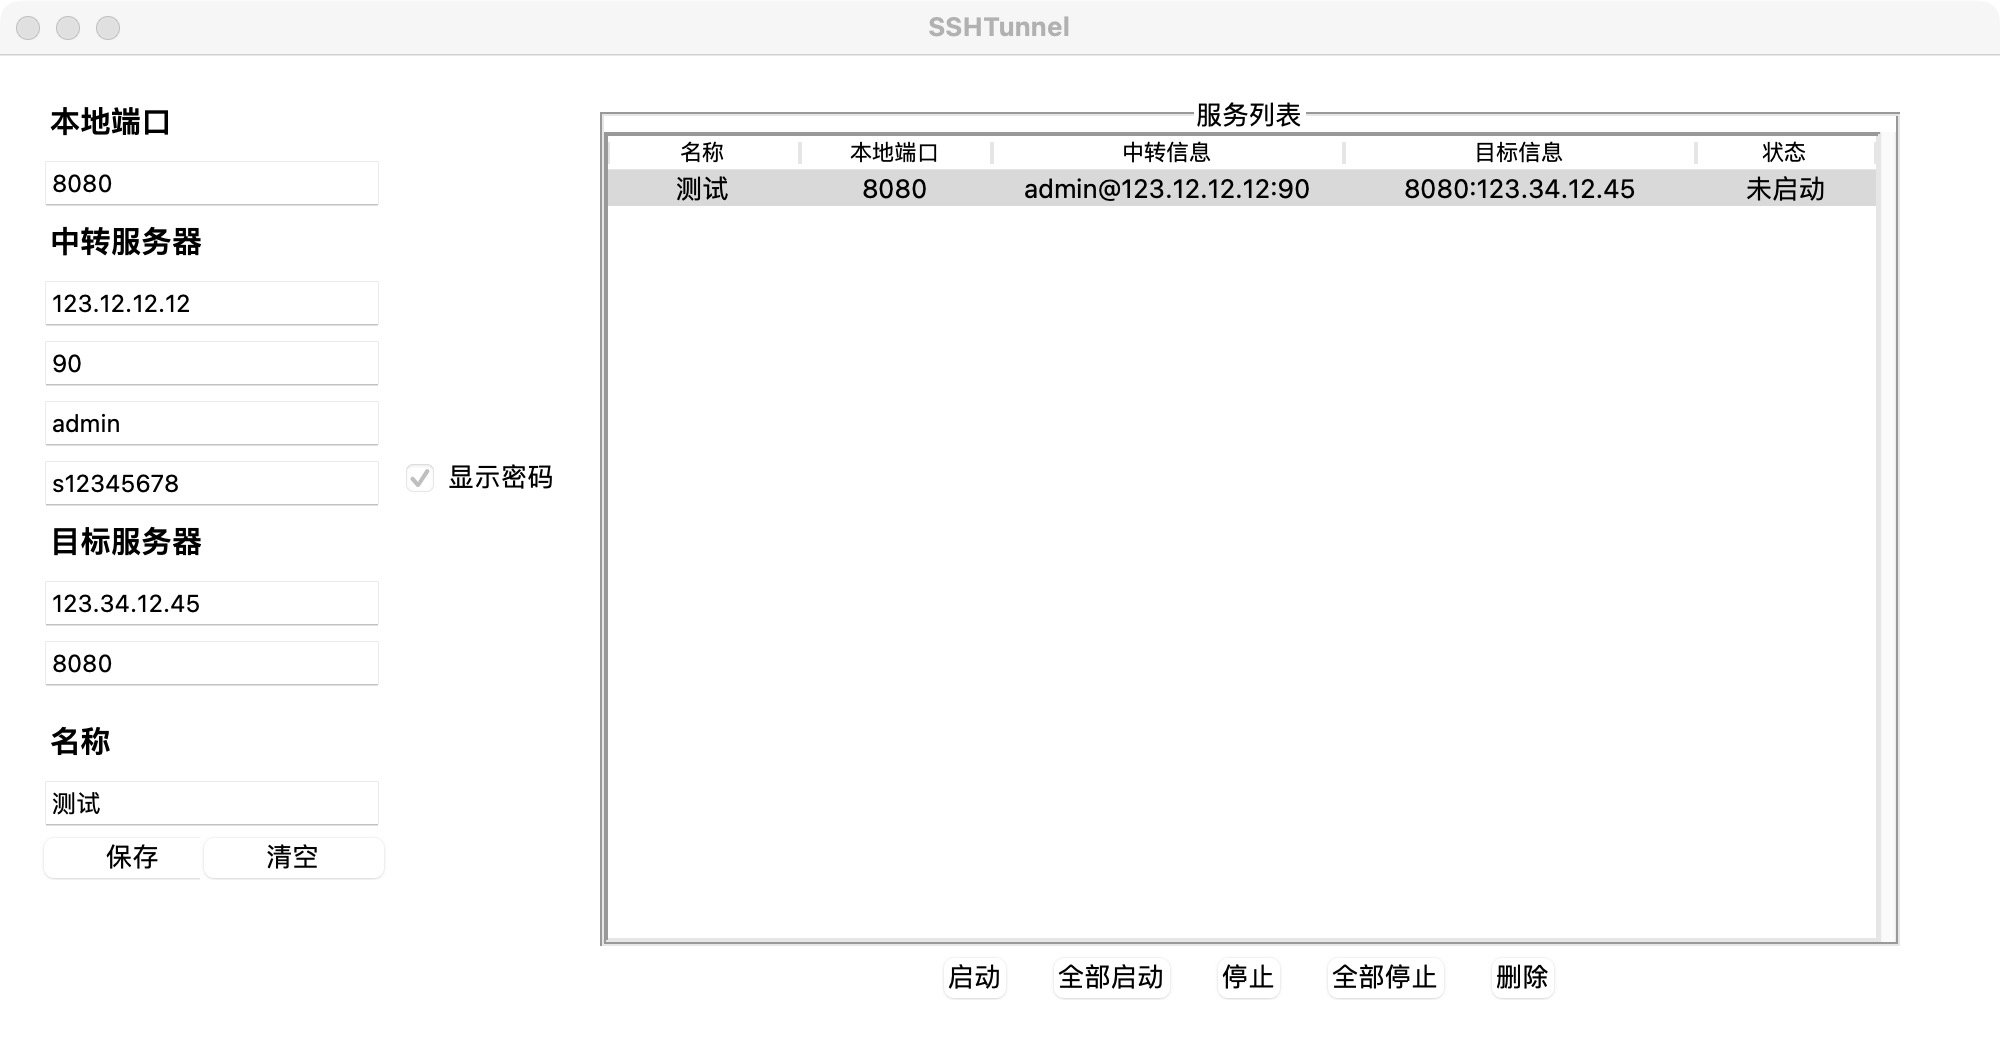 SSHTunnel
本地端口
8080
中转服务器
123.12.12.12
90
admin
s12345678
显示密码
目标服务器
123.34.12.45
8080
名称
测试
保存 清空
服务列表
名称 本地端口 中转信息 目标信息 状态
测试 8080 admin@123.12.12.12:90 8080:123.34.12.45 未启动
启动 全部启动 停止 全部停止 删除